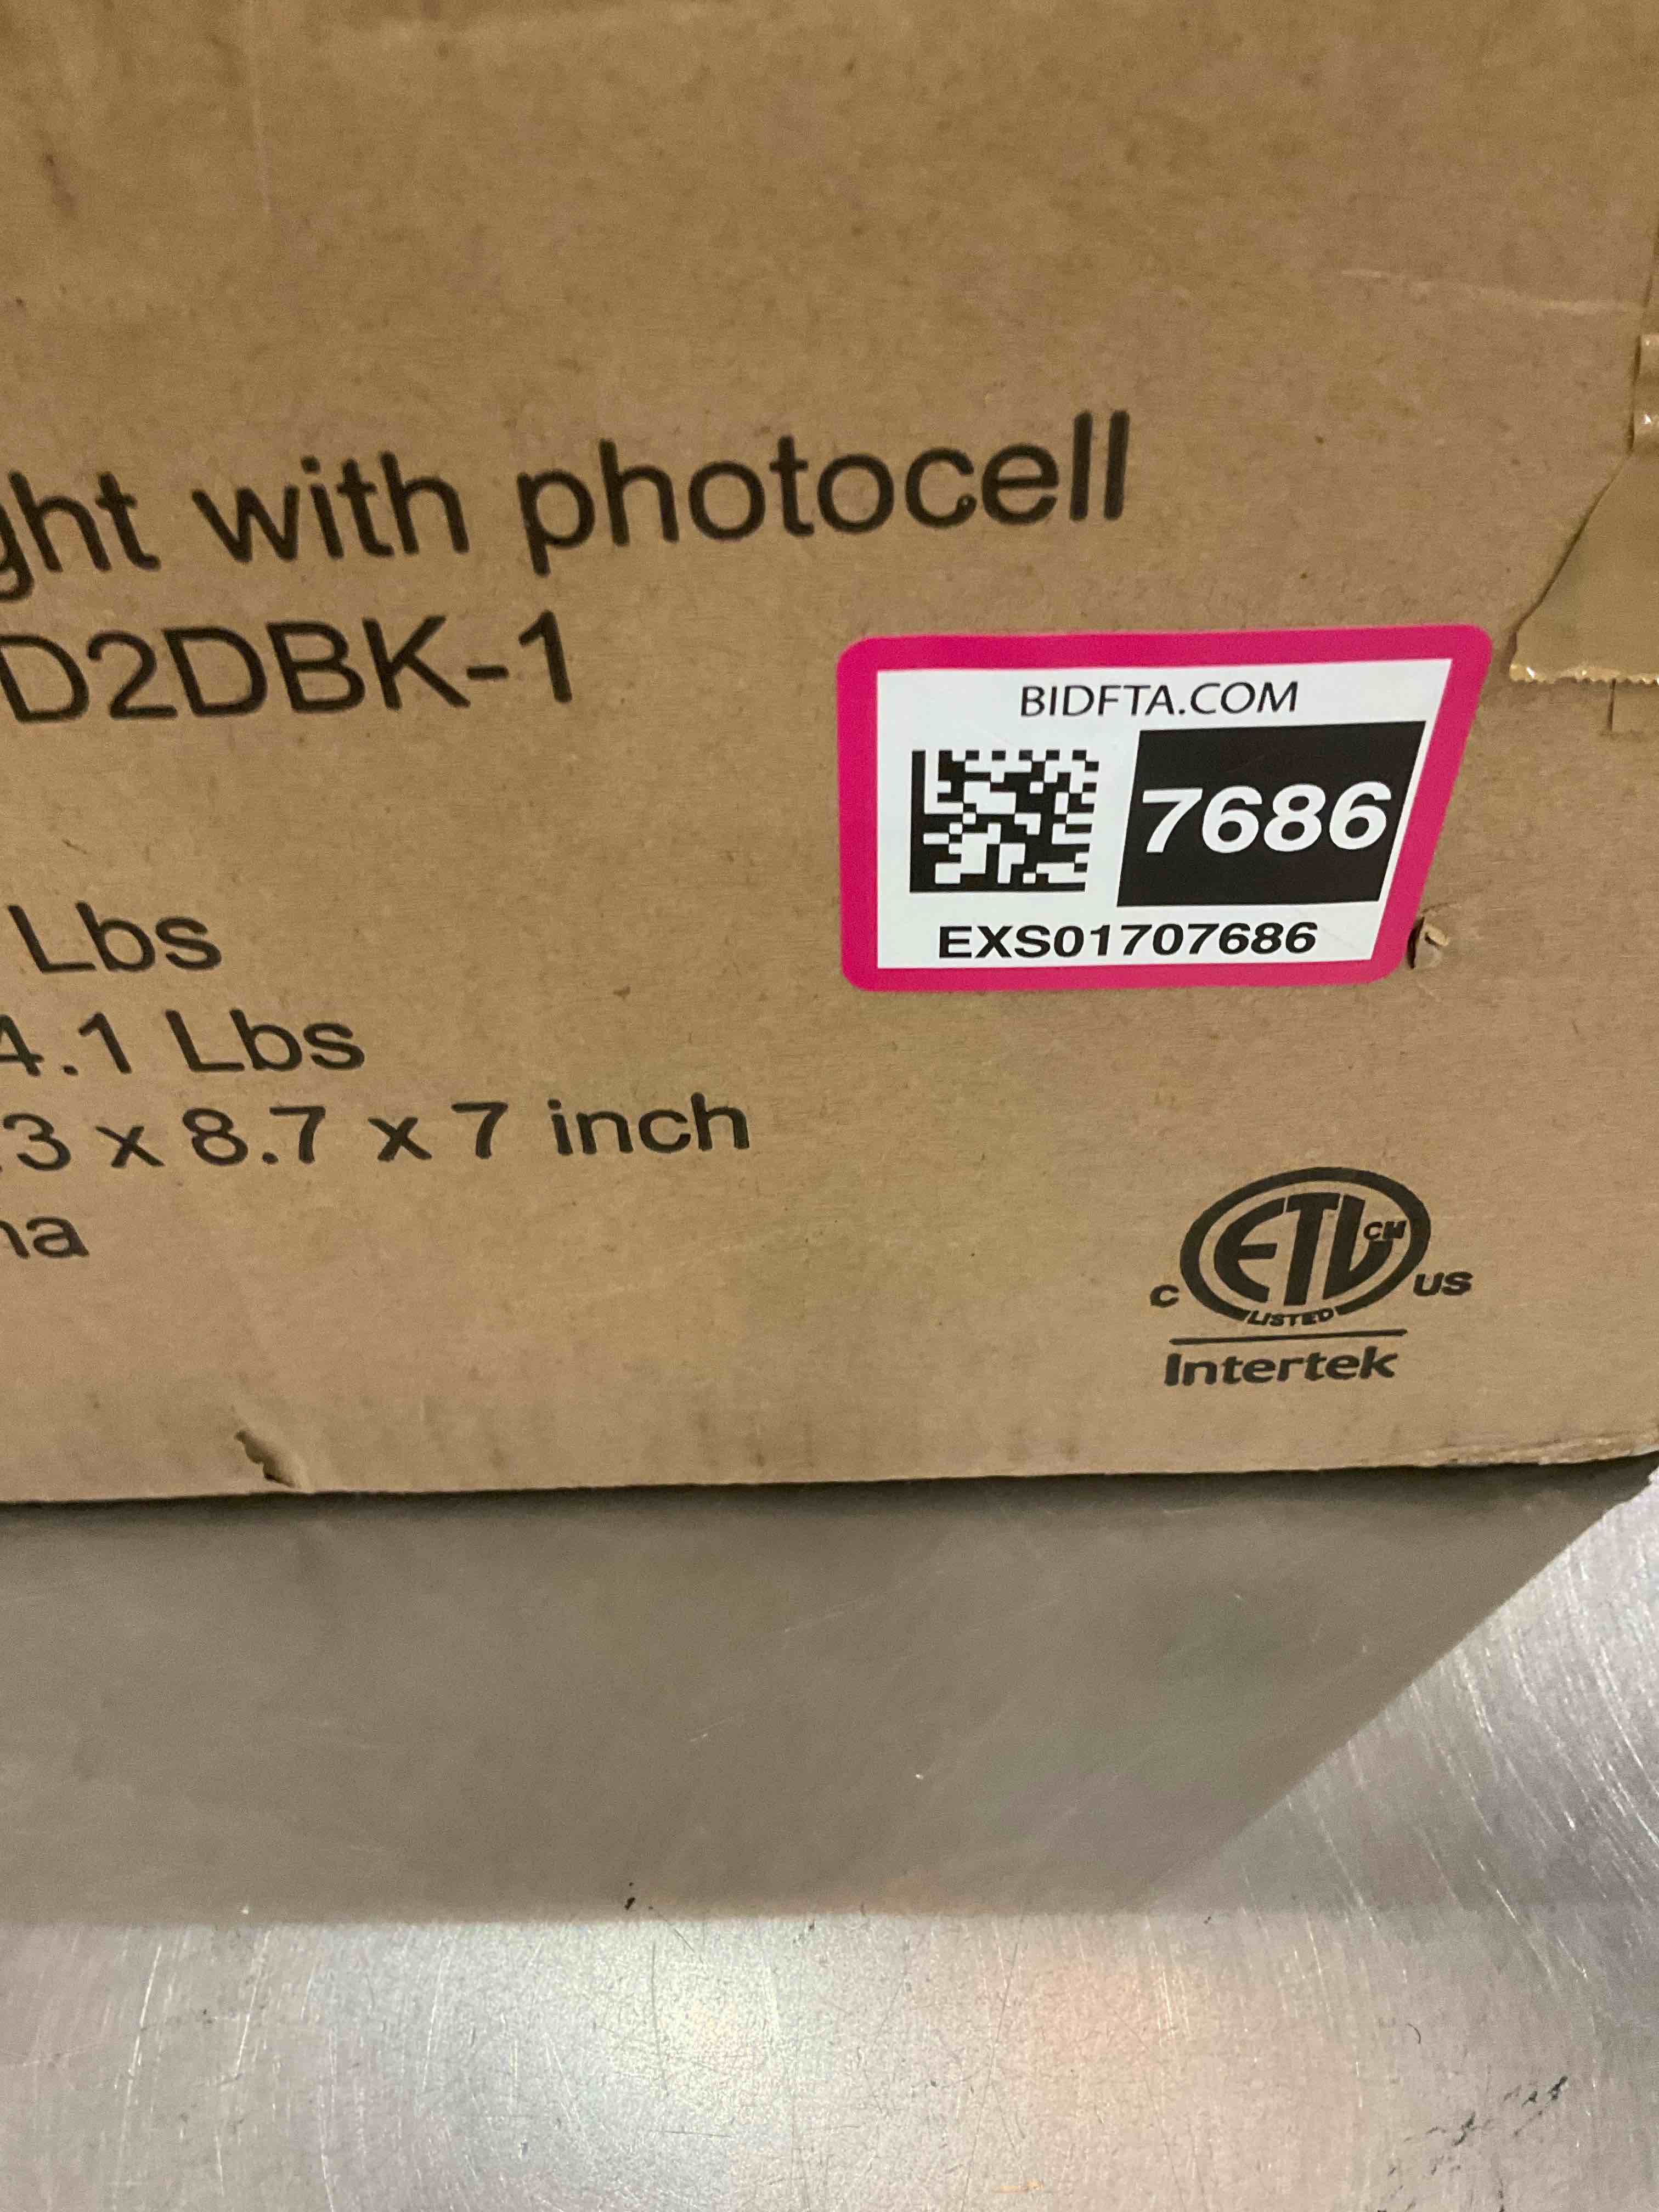 ght with photocell
D2DBK-1
BIDFTA.COM
7686
EXS01707686
Lbs
4.1 Lbs
.3 x 8.7 x 7 inch
na
ETL CM
C US
LISTED
Intertek